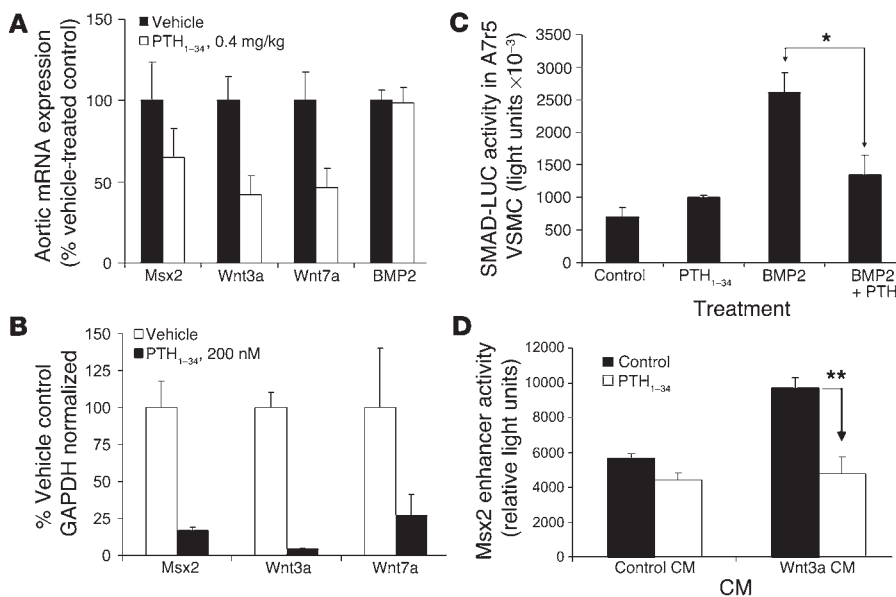 A
Aortic mRNA expression
(% vehicle-treated control)
150
100
50
0
Vehicle
PTH1–34, 0.4 mg/kg
Msx2
Wnt3a
Wnt7a
BMP2
B
% Vehicle control
GAPDH normalized
150
125
100
75
50
25
0
Vehicle
PTH1–34, 200 nM
Msx2
Wnt3a
Wnt7a
C
SMAD-LUC activity in A7r5
VSMC (light units ×10–3)
3500
3000
2500
2000
1500
1000
500
0
*
Control
PTH1–34
BMP2
BMP2
+ PTH
Treatment
D
Msx2 enhancer activity
(relative light units)
12000
10000
8000
6000
4000
2000
0
Control
PTH1–34
**
Control CM
Wnt3a CM
CM